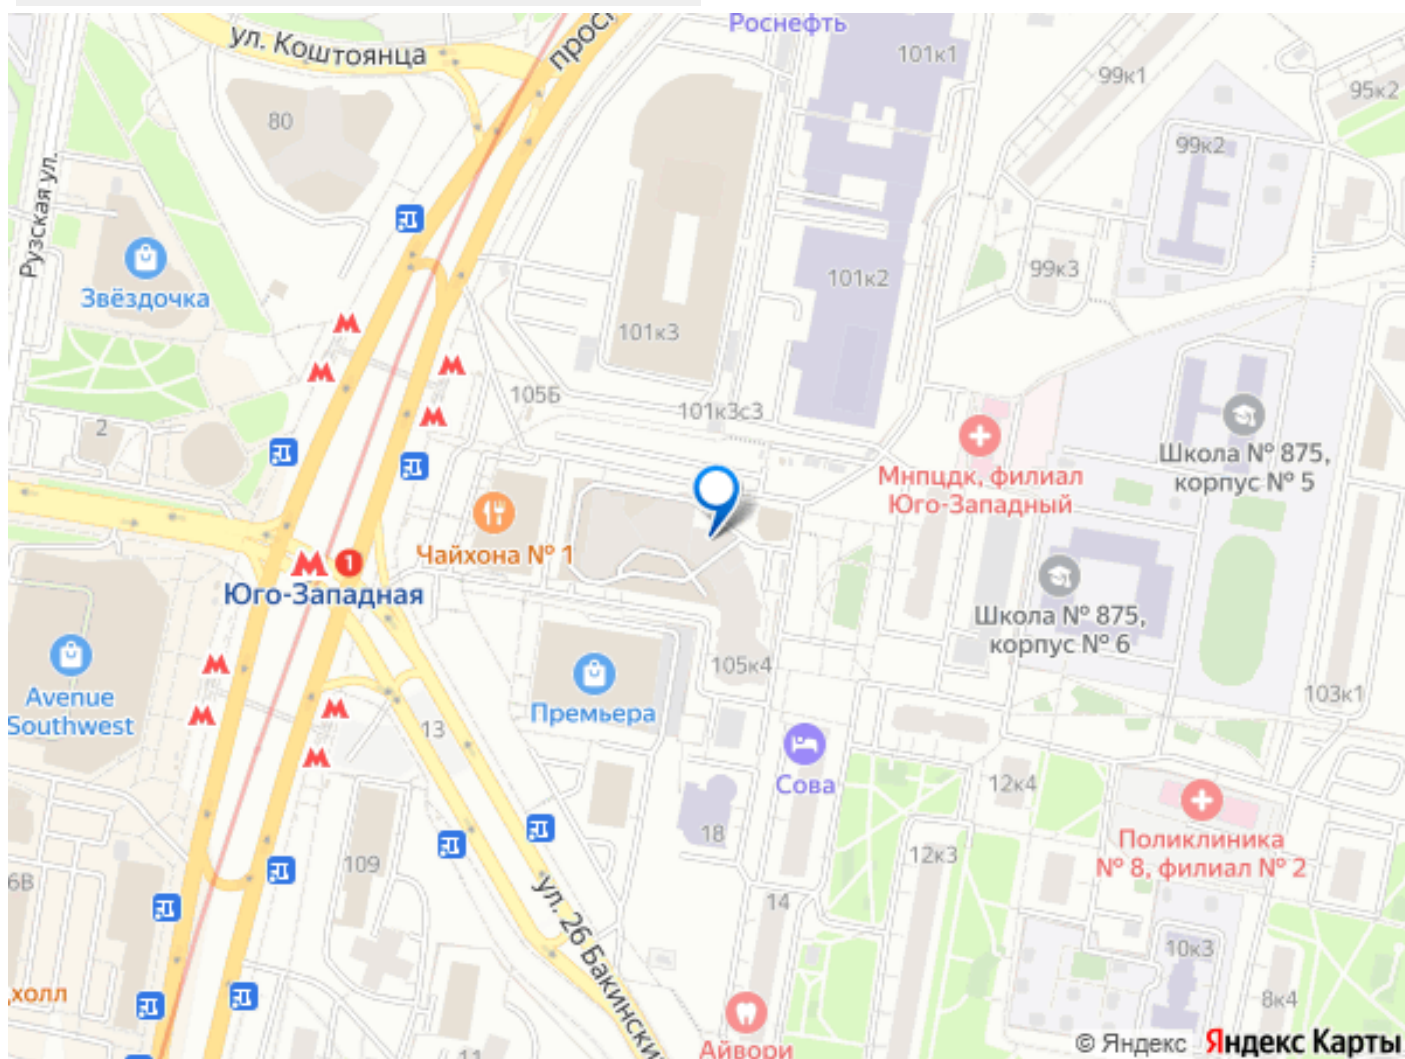 Роснефть
ул. Коштоянца
просп
101к1
99к1
95к2
80
99к2
Рузская ул.
Звёздочка
101к2
99к3
101к3
105Б
101к3с3
2
Школа № 875,
корпус № 5
Мнпцдк, филиал
Юго-Западный
Чайхона № 1
1
Юго-Западная
Школа № 875,
корпус № 6
105к4
103к1
Avenue
Southwest
Премьера
13
Сова
12к4
18
Поликлиника
№ 8, филиал № 2
12к3
109
6В
ул. 26 Бакински
14
10к3
холл
8к4
Айвори
11
© Яндекс Яндекс Карты